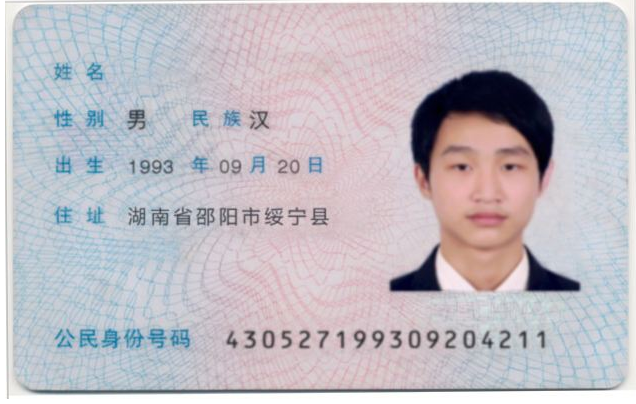 姓名
性别 男 民族 汉
出生 1993 年 09 月 20 日
住址 湖南省邵阳市绥宁县
公民身份号码 430527199309204211